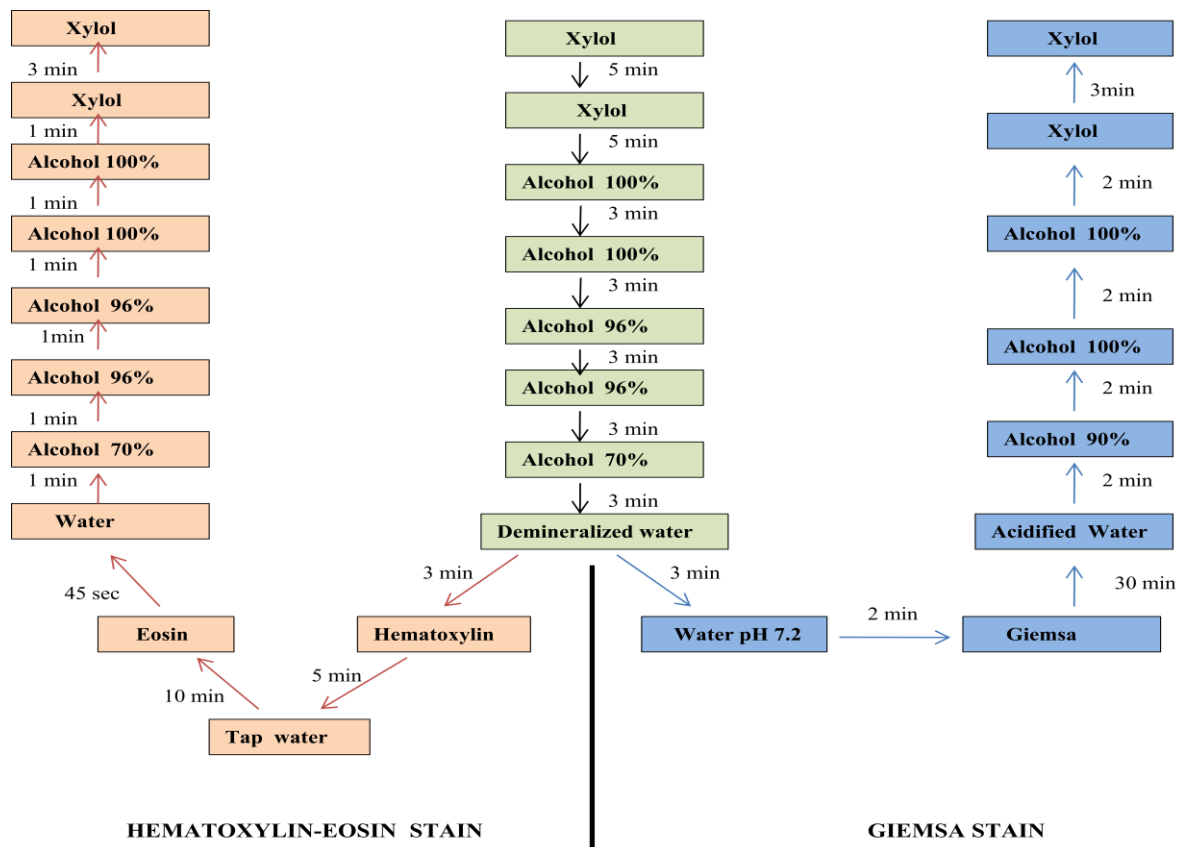 Xylol
3 min
Xylol
1 min
Alcohol 100%
1 min
Alcohol 100%
1 min
Alcohol 96%
1min
Alcohol 96%
1 min
Alcohol 70%
1 min
Water
45 sec
Eosin
10 min
Tap water
5 min
Hematoxylin
3 min
HEMATOXYLIN-EOSIN STAIN
Xylol
5 min
Xylol
5 min
Alcohol 100%
3 min
Alcohol 100%
3 min
Alcohol 96%
3 min
Alcohol 96%
3 min
Alcohol 70%
3 min
Demineralized water
3 min
Water pH 7.2
2 min
Giemsa
30 min
Acidified Water
2 min
Alcohol 90%
2 min
Alcohol 100%
2 min
Alcohol 100%
2 min
Xylol
3min
Xylol
GIEMSA STAIN